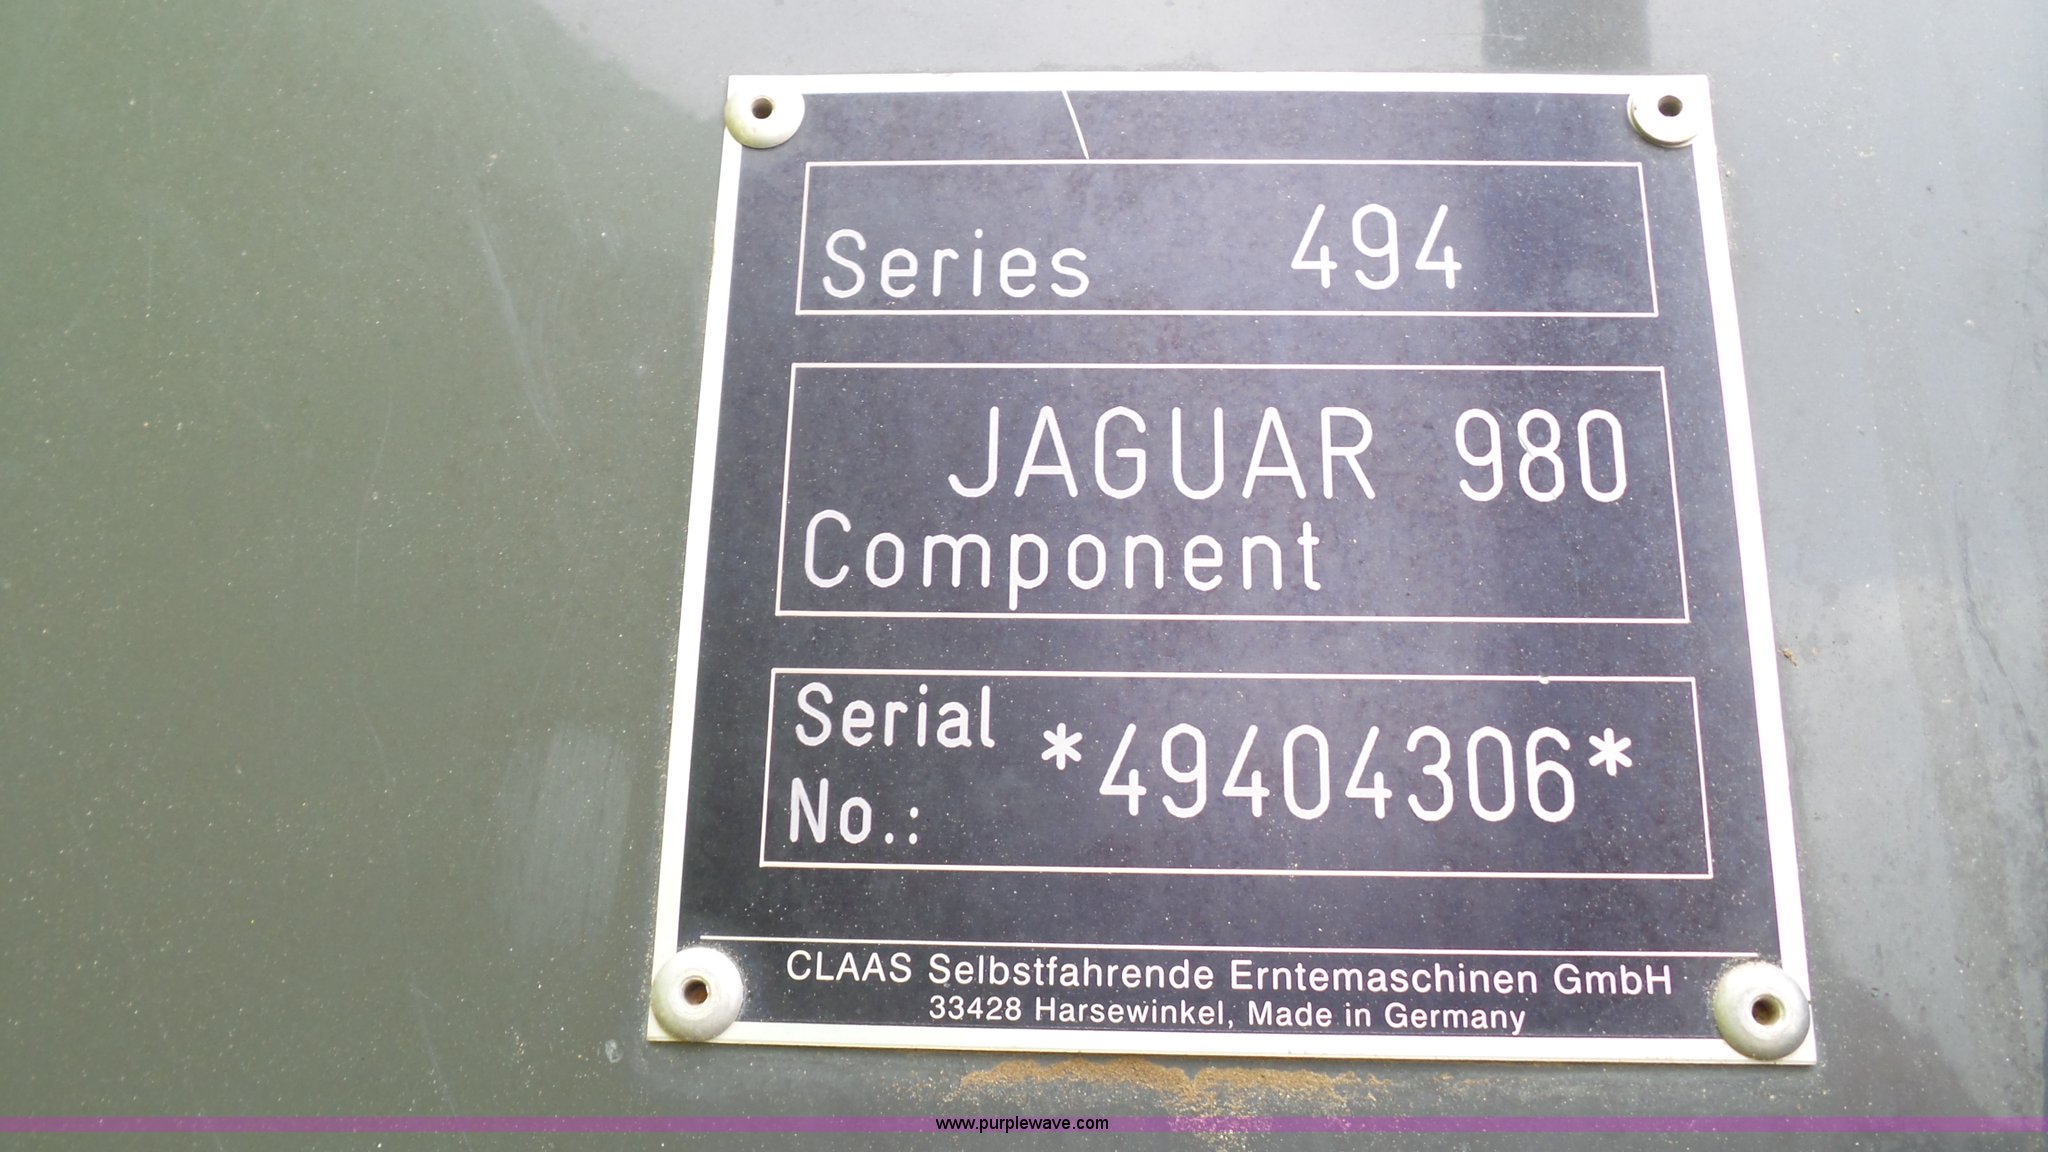 Series 494
JAGUAR 980
Component
Serial
No.: *49404306*
CLAAS Selbstfahrende Erntemaschinen GmbH
33428 Harsewinkel, Made in Germany
www.purplewave.com